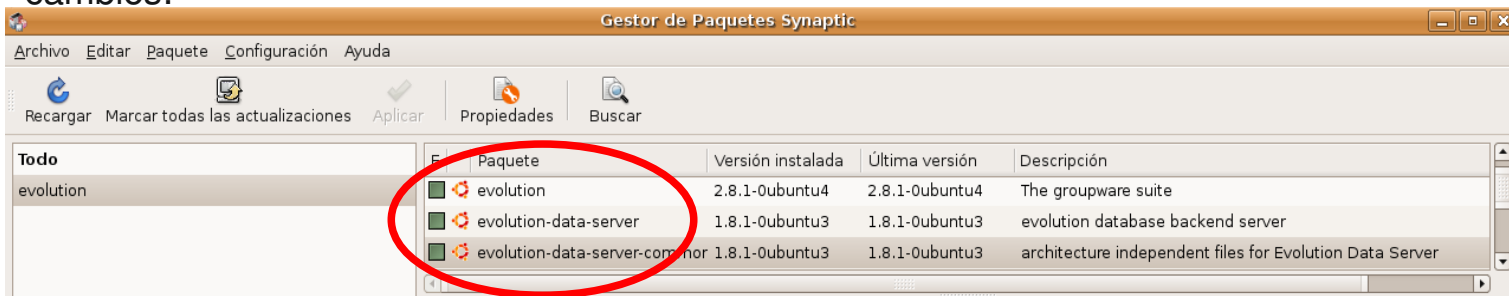 cambios.
Gestor de Paquetes Synaptic
Archivo Editar Paquete Configuración Ayuda
Recargar Marcar todas las actualizaciones Aplicar Propiedades Buscar
Todo
evolution
E Paquete Versión instalada Última versión Descripción
evolution 2.8.1-0ubuntu4 2.8.1-0ubuntu4 The groupware suite
evolution-data-server 1.8.1-0ubuntu3 1.8.1-0ubuntu3 evolution database backend server
evolution-data-server-common 1.8.1-0ubuntu3 1.8.1-0ubuntu3 architecture independent files for Evolution Data Server